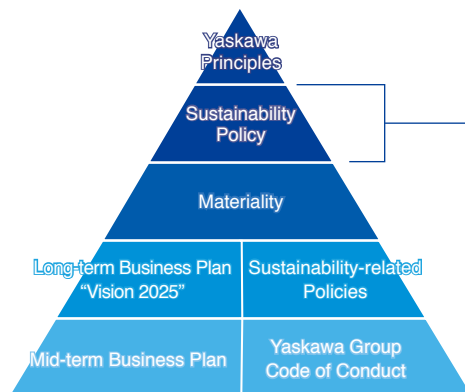 Yaskawa
Principles
Sustainability
Policy
Materiality
Long-term Business Plan
“Vision 2025”
Sustainability-related
Policies
Mid-term Business Plan
Yaskawa Group
Code of Conduct